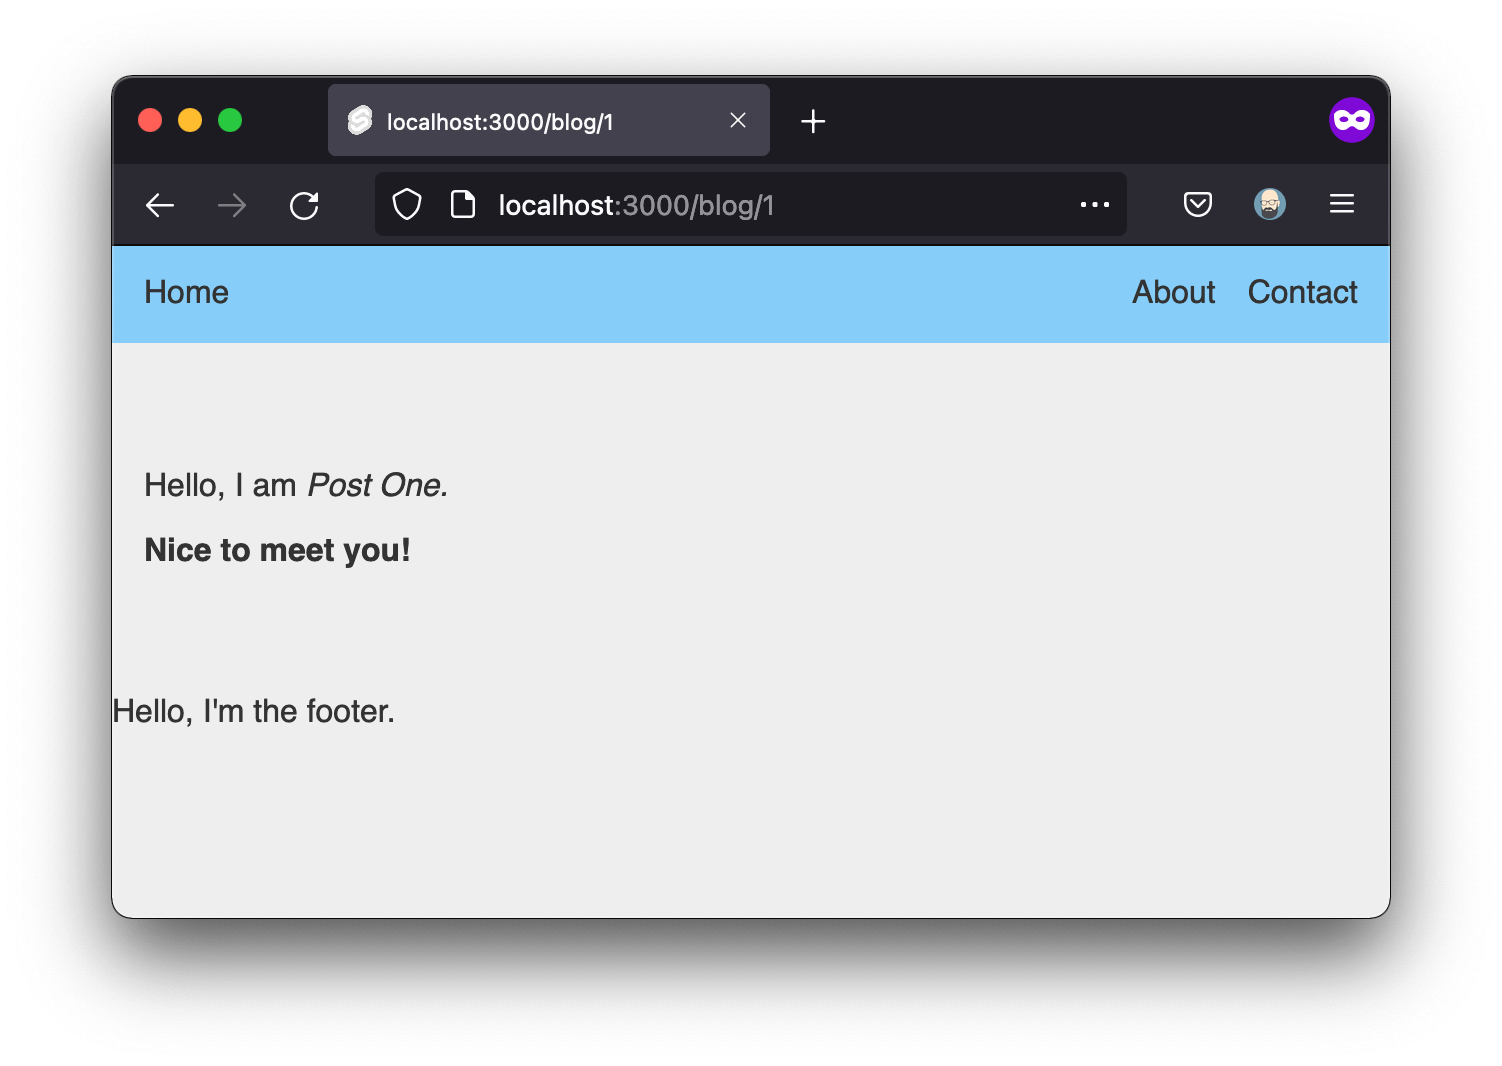 localhost:3000/blog/1
localhost:3000/blog/1
Home About Contact
Hello, I am Post One.
Nice to meet you!
Hello, I'm the footer.